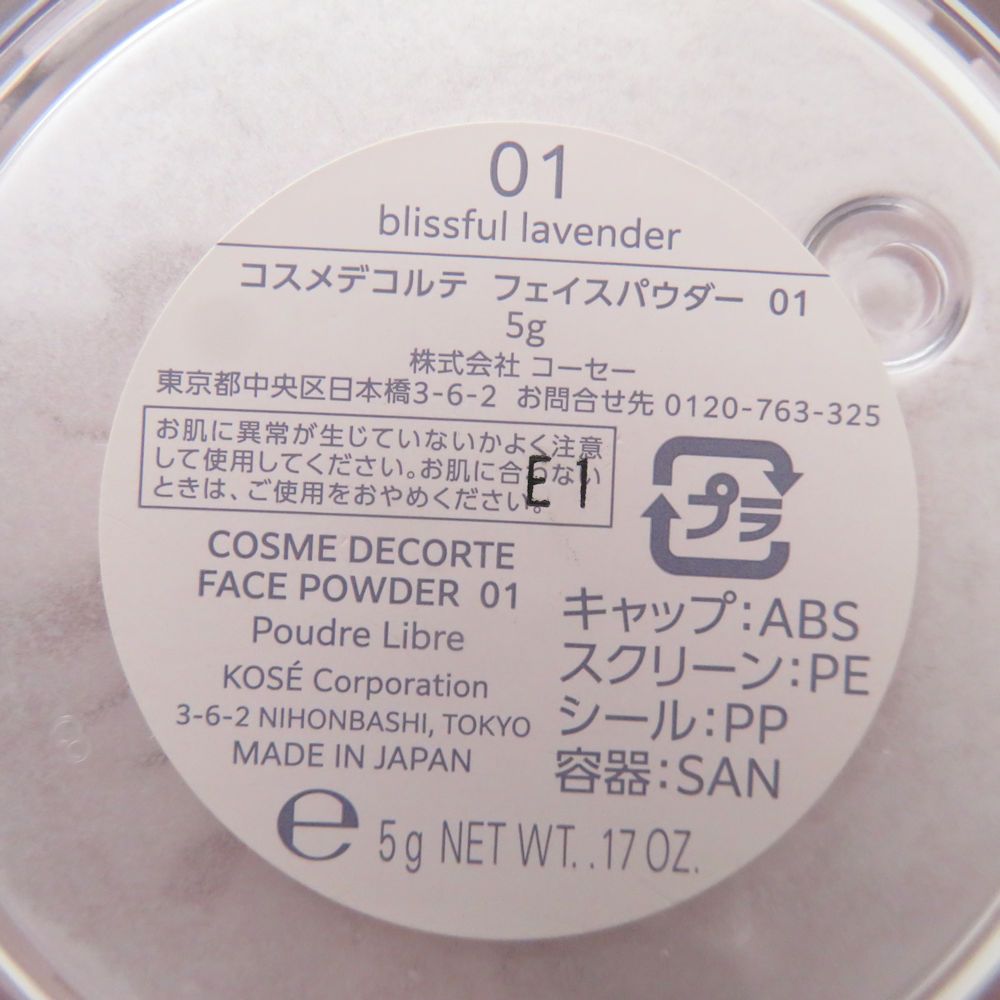 01
blissful lavender
コスメデコルテ フェイスパウダー 01
5g
株式会社 コーセー
東京都中央区日本橋3-6-2 お問合せ先 0120-763-325
お肌に異常が生じていないかよく注意
して使用してください。お肌に合わない
ときは、ご使用をおやめください。
E1
プラ
COSME DECORTE
FACE POWDER 01
Poudre Libre
KOSÉ Corporation
3-6-2 NIHONBASHI, TOKYO
MADE IN JAPAN
キャップ:ABS
スクリーン:PE
シール:PP
容器:SAN
e 5g NET WT. .17 OZ.